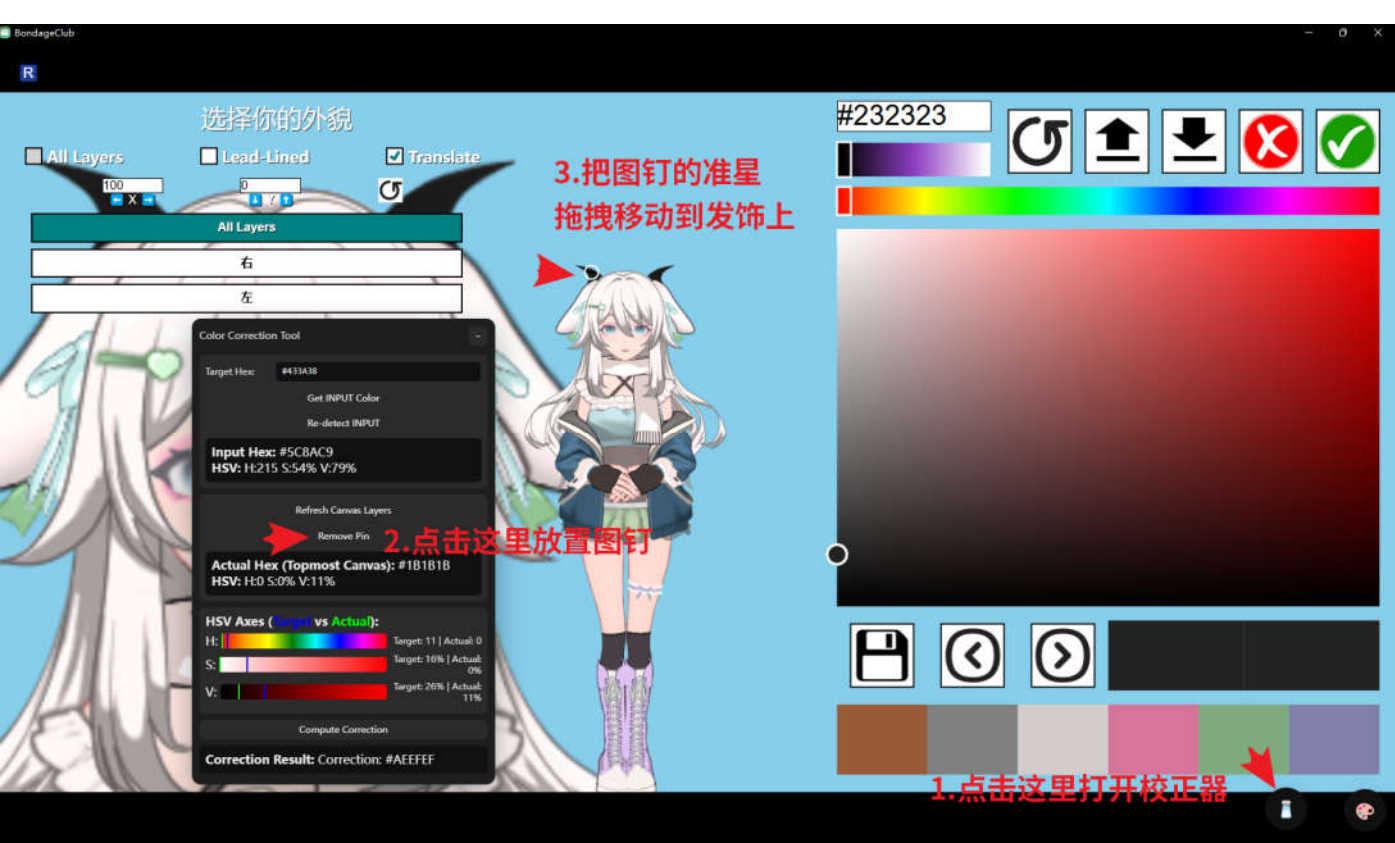 BondageClub
R
选择你的外貌
All Layers
Lead-Lined
Translate
100
X
0
?
All Layers
右
左
Color Correction Tool
-
Target Hex:
#433A38
Get INPUT Color
Re-detect INPUT
Input Hex: #5C8AC9
HSV: H:215 S:54% V:79%
Refresh Canvas Layers
Remove Pin
Actual Hex (Topmost Canvas): #1B1B1B
HSV: H:0 S:0% V:11%
HSV Axes (Target vs Actual):
H:
Target: 11 | Actual: 0
S:
Target: 16% | Actual:
0%
V:
Target: 26% | Actual:
11%
Compute Correction
Correction Result: Correction: #AEEFEF
3.把图钉的准星
拖拽移动到发饰上
2.点击这里放置图钉
#232323
1.点击这里打开校正器